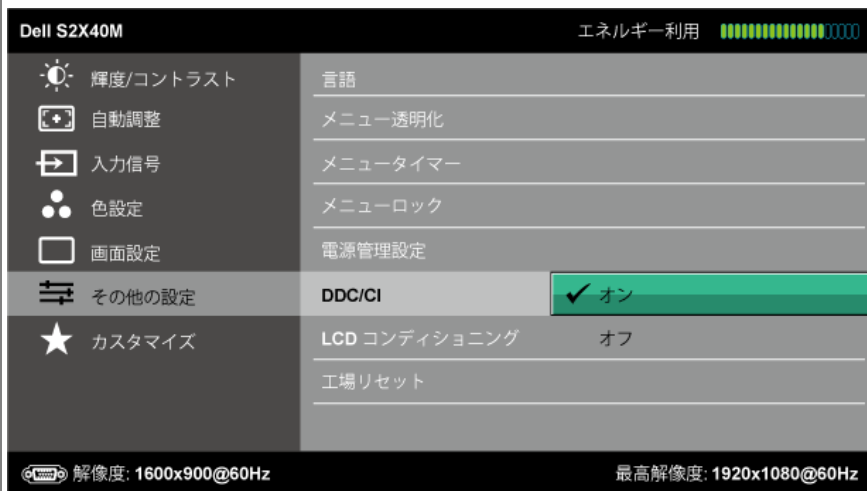 Dell S2X40M エネルギー利用
輝度/コントラスト
自動調整
入力信号
色設定
画面設定
その他の設定
カスタマイズ
言語
メニュー透明化
メニュータイマー
メニューロック
電源管理設定
DDC/CI ✔ オン
LCD コンディショニング オフ
工場リセット
解像度: 1600x900@60Hz 最高解像度: 1920x1080@60Hz